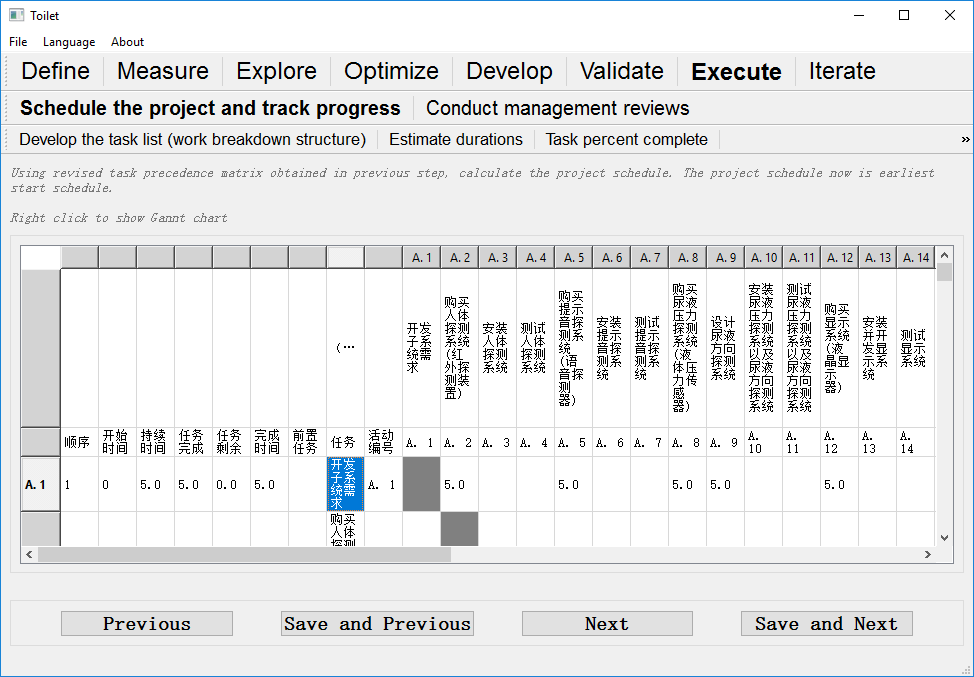 Toilet
File Language About
Define Measure Explore Optimize Develop Validate Execute Iterate
Schedule the project and track progress Conduct management reviews
Develop the task list (work breakdown structure) Estimate durations Task percent complete »
Using revised task precedence matrix obtained in previous step, calculate the project schedule. The project schedule now is earliest
start schedule.
Right click to show Gannt chart
A. 1 A. 2 A. 3 A. 4 A. 5 A. 6 A. 7 A. 8 A. 9 A. 10 A. 11 A. 12 A. 13 A. 14
(…
开发子系统需求
购买人体探测系统(红外探测装置)
安装人体探测系统
测试人体探测系统
购买提示音探测系统(语音探测器)
安装提示音探测系统
测试提示音探测系统
购买尿液压力探测系统(液体压力传感器)
设计尿液方向探测系统
安装尿液压力探测系统以及尿液方向探测系统
测试尿液压力探测系统以及尿液方向探测系统
购买显示系统(液晶显示器)
安装并开发显示系统
测试显示系统
顺序 开始时间 持续时间 任务完成 任务剩余 完成时间 前置任务 任务 活动编号 A. 1 A. 2 A. 3 A. 4 A. 5 A. 6 A. 7 A. 8 A. 9 A. 10 A. 11 A. 12 A. 13 A. 14
A. 1 1 0 5.0 5.0 0.0 5.0 开发子系统需求 A. 1 5.0 5.0 5.0 5.0 5.0
购买人体探测
Previous Save and Previous Next Save and Next